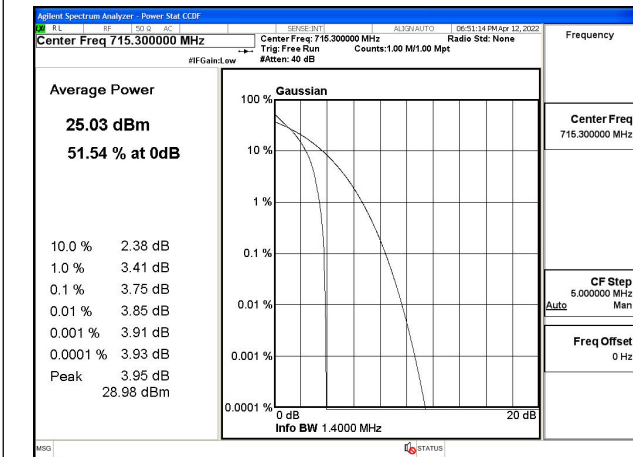 Agilent Spectrum Analyzer - Power Stat CCDF
RL RF 50 Ω AC SENSE:INT ALIGN AUTO 06:51:14 PM Apr 12, 2022
Center Freq 715.300000 MHz
Center Freq: 715.300000 MHz Radio Std: None
Trig: Free Run Counts:1.00 M/1.00 Mpt
#IFGain:Low #Atten: 40 dB
Frequency
Average Power
25.03 dBm
51.54 % at 0dB
10.0 % 2.38 dB
1.0 % 3.41 dB
0.1 % 3.75 dB
0.01 % 3.85 dB
0.001 % 3.91 dB
0.0001 % 3.93 dB
Peak 3.95 dB
28.98 dBm
Gaussian
100 %
10 %
1 %
0.1 %
0.01 %
0.001 %
0.0001 %
0 dB 20 dB
Info BW 1.4000 MHz
Center Freq
715.300000 MHz
CF Step
5.000000 MHz
Auto Man
Freq Offset
0 Hz
MSG STATUS